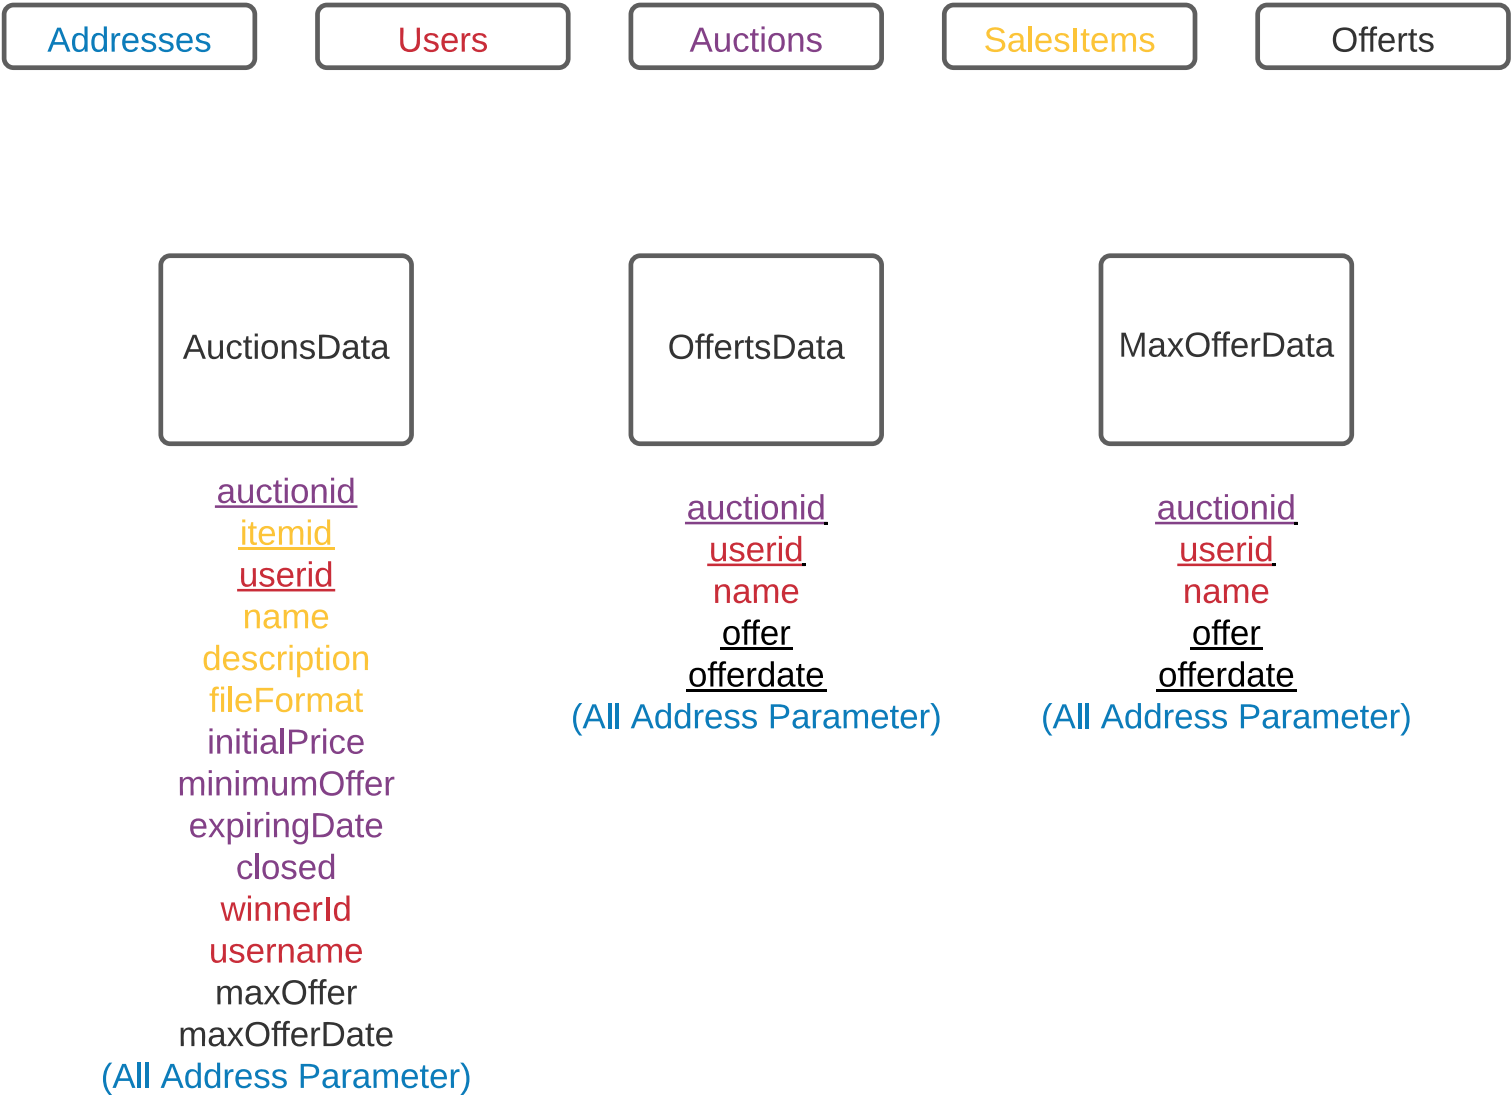 Addresses
Users
Auctions
SalesItems
Offerts
AuctionsData
auctionid
itemid
userid
name
description
fileFormat
initialPrice
minimumOffer
expiringDate
closed
winnerId
username
maxOffer
maxOfferDate
(All Address Parameter)
OffertsData
auctionid
userid
name
offer
offerdate
(All Address Parameter)
MaxOfferData
auctionid
userid
name
offer
offerdate
(All Address Parameter)